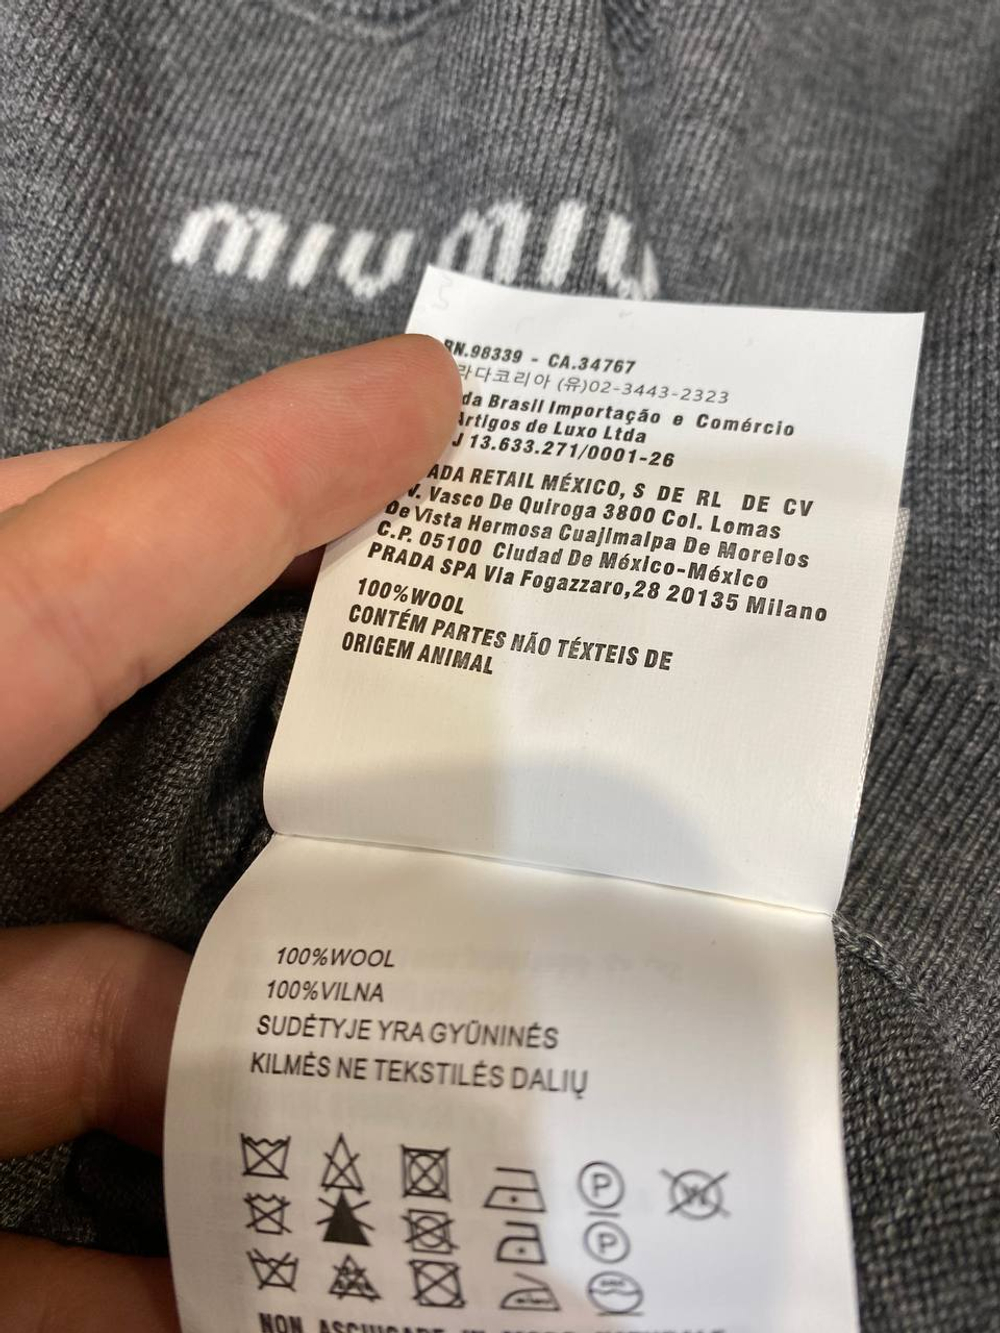 miu miu
RN.98339 - CA.34767
라다코리아 (유)02-3443-2323
da Brasil Importação e Comércio
Artigos de Luxo Ltda
J 13.633.271/0001-26
ADA RETAIL MÉXICO, S DE RL DE CV
V. Vasco De Quiroga 3800 Col. Lomas
De Vista Hermosa Cuajimalpa De Morelos
C.P. 05100 Ciudad De México-México
PRADA SPA Via Fogazzaro,28 20135 Milano
100%WOOL
CONTÉM PARTES NÃO TÉXTEIS DE
ORIGEM ANIMAL
100%WOOL
100%VILNA
SUDĖTYJE YRA GYŪNINĖS
KILMĖS NE TEKSTILĖS DALIŲ
P W
P
NON ASCIUGARE IN